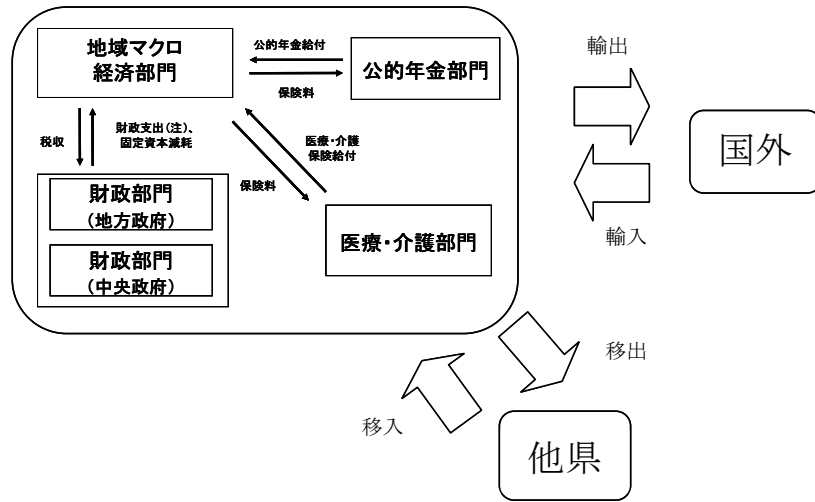 地域マクロ
経済部門
公的年金給付
保険料
公的年金部門
税収
財政支出(注)、
固定資本減耗
医療・介護
保険給付
保険料
財政部門
(地方政府)
財政部門
(中央政府)
医療・介護部門
輸出
国外
輸入
移出
移入
他県